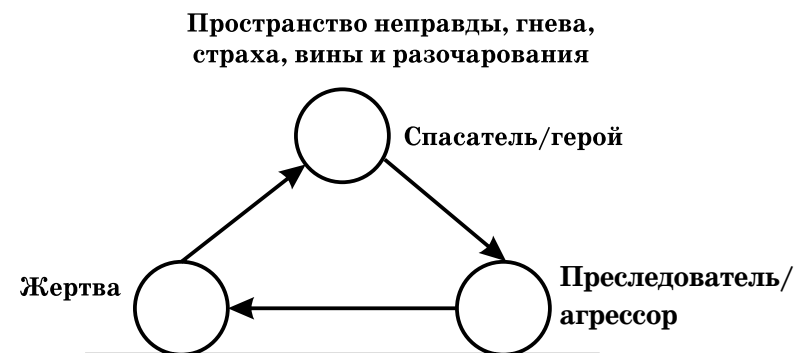 Пространство неправды, гнева,
страха, вины и разочарования
Спасатель/герой
Жертва
Преследователь/
агрессор